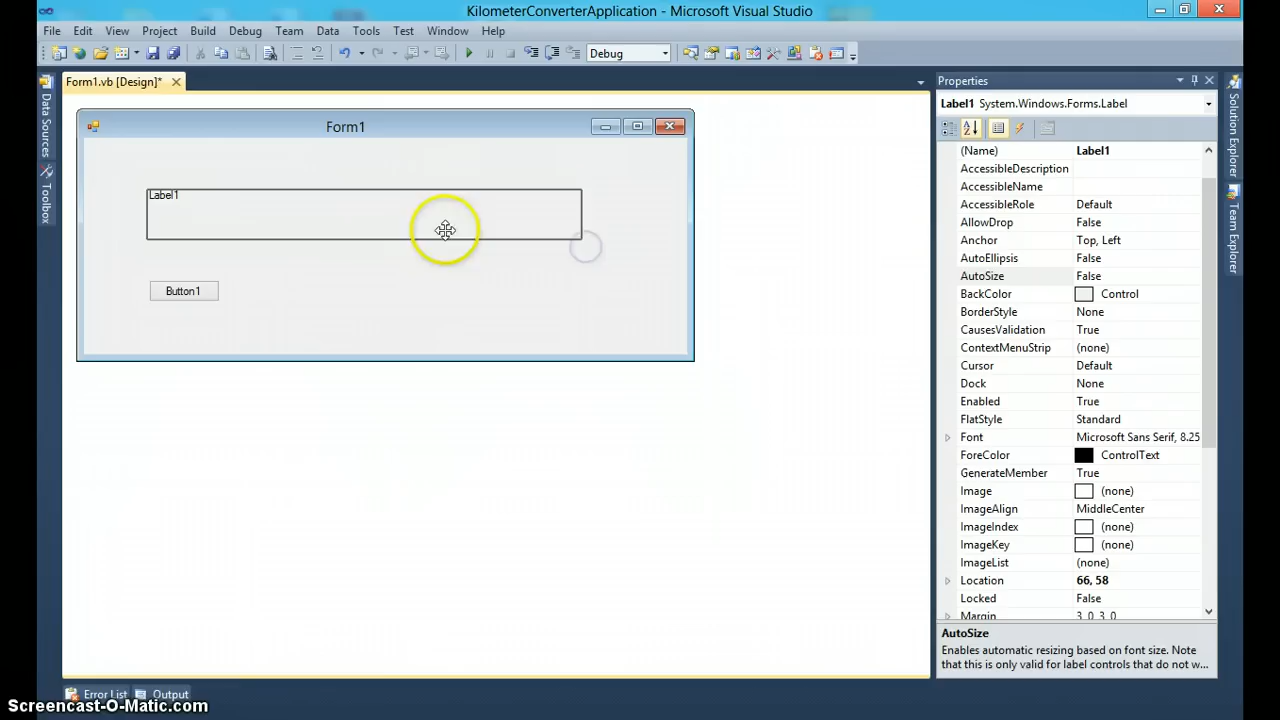 KilometerConverterApplication - Microsoft Visual Studio
File Edit View Project Build Debug Team Data Tools Test Window Help
Debug
Form1.vb [Design]*
Properties
Data Sources
Toolbox
Form1
Label1
Button1
Label1 System.Windows.Forms.Label
(Name) Label1
AccessibleDescription
AccessibleName
AccessibleRole Default
AllowDrop False
Anchor Top, Left
AutoEllipsis False
AutoSize False
BackColor Control
BorderStyle None
CausesValidation True
ContextMenuStrip (none)
Cursor Default
Dock None
Enabled True
FlatStyle Standard
Font Microsoft Sans Serif, 8.25
ForeColor ControlText
GenerateMember True
Image (none)
ImageAlign MiddleCenter
ImageIndex (none)
ImageKey (none)
ImageList (none)
Location 66, 58
Locked False
Margin 3, 0, 3, 0
AutoSize
Enables automatic resizing based on font size. Note
that this is only valid for label controls that do not w...
Solution Explorer
Team Explorer
Error List Output
Screencast-O-Matic.com